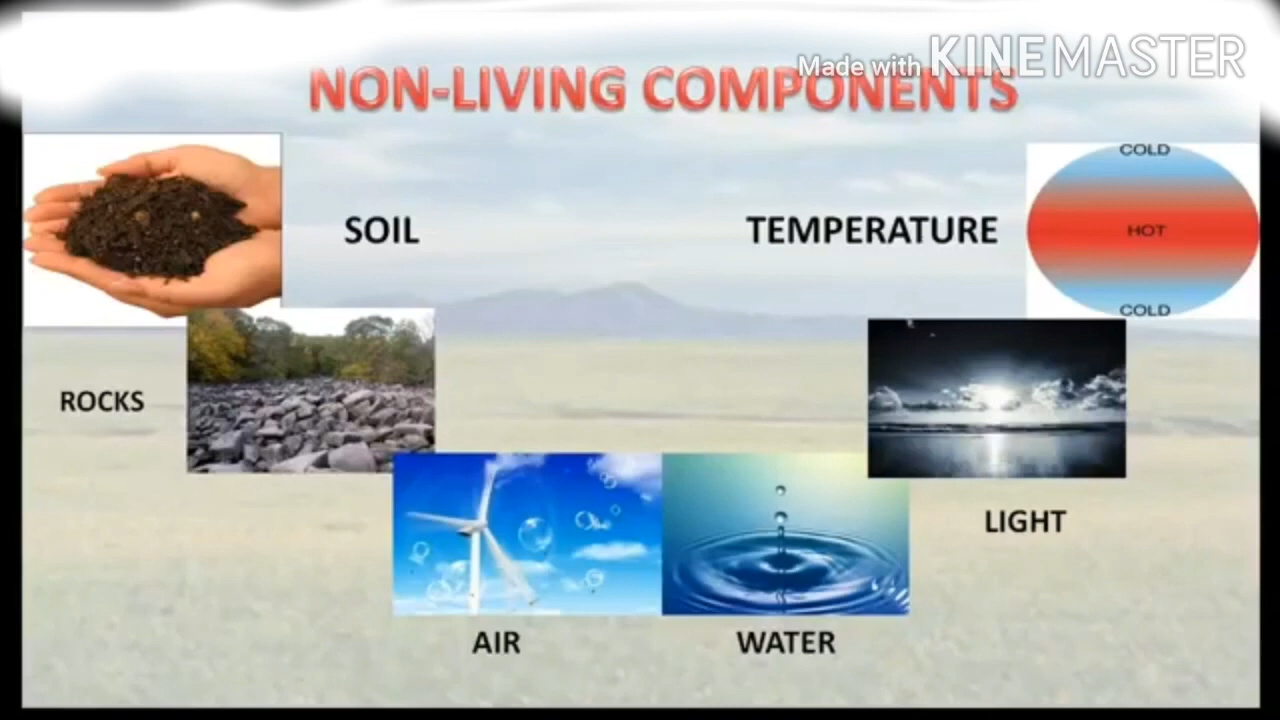 Made with KINEMASTER
NON-LIVING COMPONENTS
SOIL
TEMPERATURE
COLD
HOT
COLD
ROCKS
LIGHT
AIR
WATER